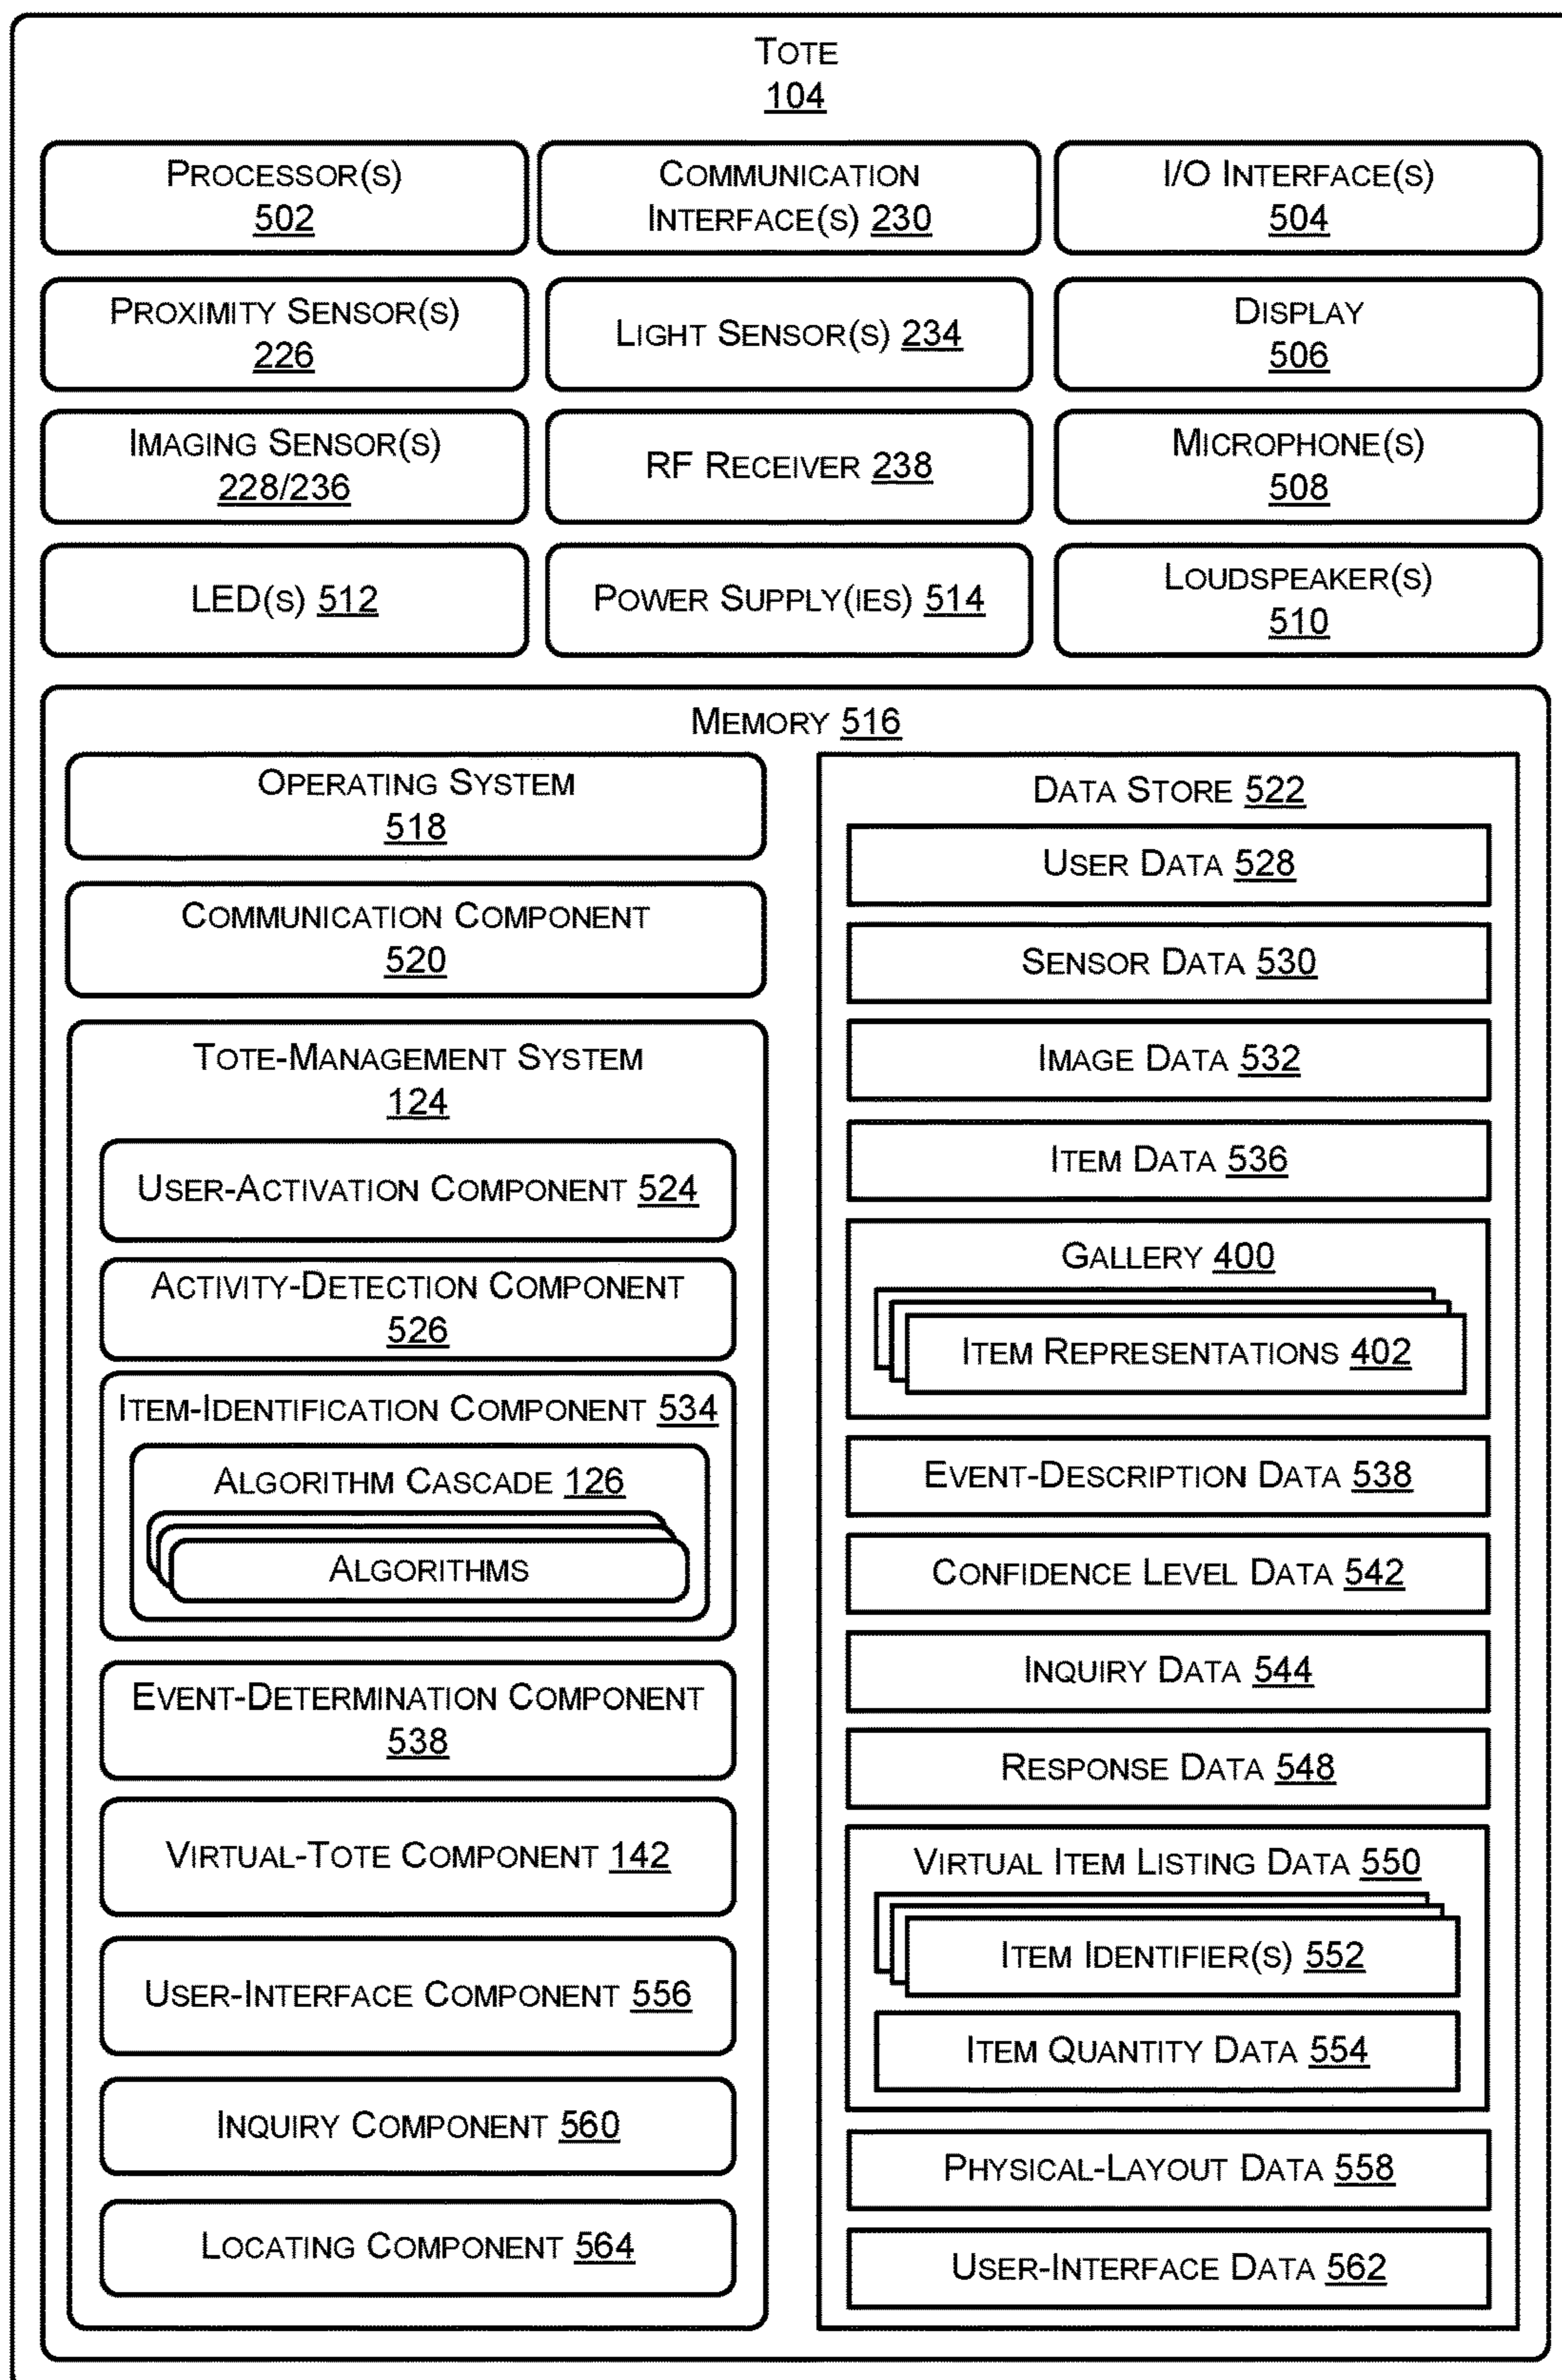 TOTE
104
PROCESSOR(S)
502
COMMUNICATION
INTERFACE(S) 230
I/O INTERFACE(S)
504
PROXIMITY SENSOR(S)
226
LIGHT SENSOR(S) 234
DISPLAY
506
IMAGING SENSOR(S)
228/236
RF RECEIVER 238
MICROPHONE(S)
508
LED(S) 512
POWER SUPPLY(IES) 514
LOUDSPEAKER(S)
510
MEMORY 516
OPERATING SYSTEM
518
COMMUNICATION COMPONENT
520
TOTE-MANAGEMENT SYSTEM
124
USER-ACTIVATION COMPONENT 524
ACTIVITY-DETECTION COMPONENT
526
ITEM-IDENTIFICATION COMPONENT 534
ALGORITHM CASCADE 126
ALGORITHMS
EVENT-DETERMINATION COMPONENT
538
VIRTUAL-TOTE COMPONENT 142
USER-INTERFACE COMPONENT 556
INQUIRY COMPONENT 560
LOCATING COMPONENT 564
DATA STORE 522
USER DATA 528
SENSOR DATA 530
IMAGE DATA 532
ITEM DATA 536
GALLERY 400
ITEM REPRESENTATIONS 402
EVENT-DESCRIPTION DATA 538
CONFIDENCE LEVEL DATA 542
INQUIRY DATA 544
RESPONSE DATA 548
VIRTUAL ITEM LISTING DATA 550
ITEM IDENTIFIER(S) 552
ITEM QUANTITY DATA 554
PHYSICAL-LAYOUT DATA 558
USER-INTERFACE DATA 562